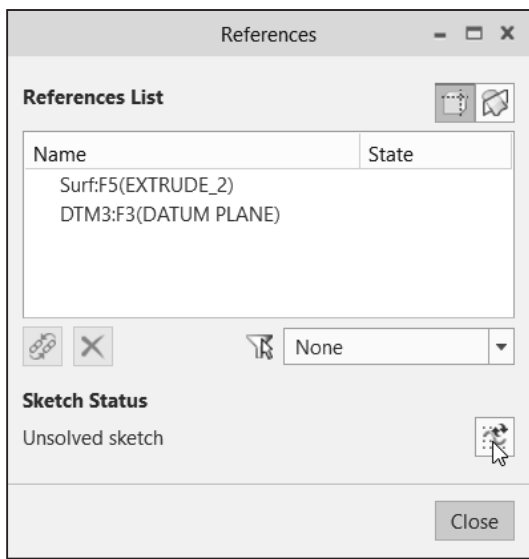 References
References List
Name State
Surf:F5(EXTRUDE_2)
DTM3:F3(DATUM PLANE)
None
Sketch Status
Unsolved sketch
Close